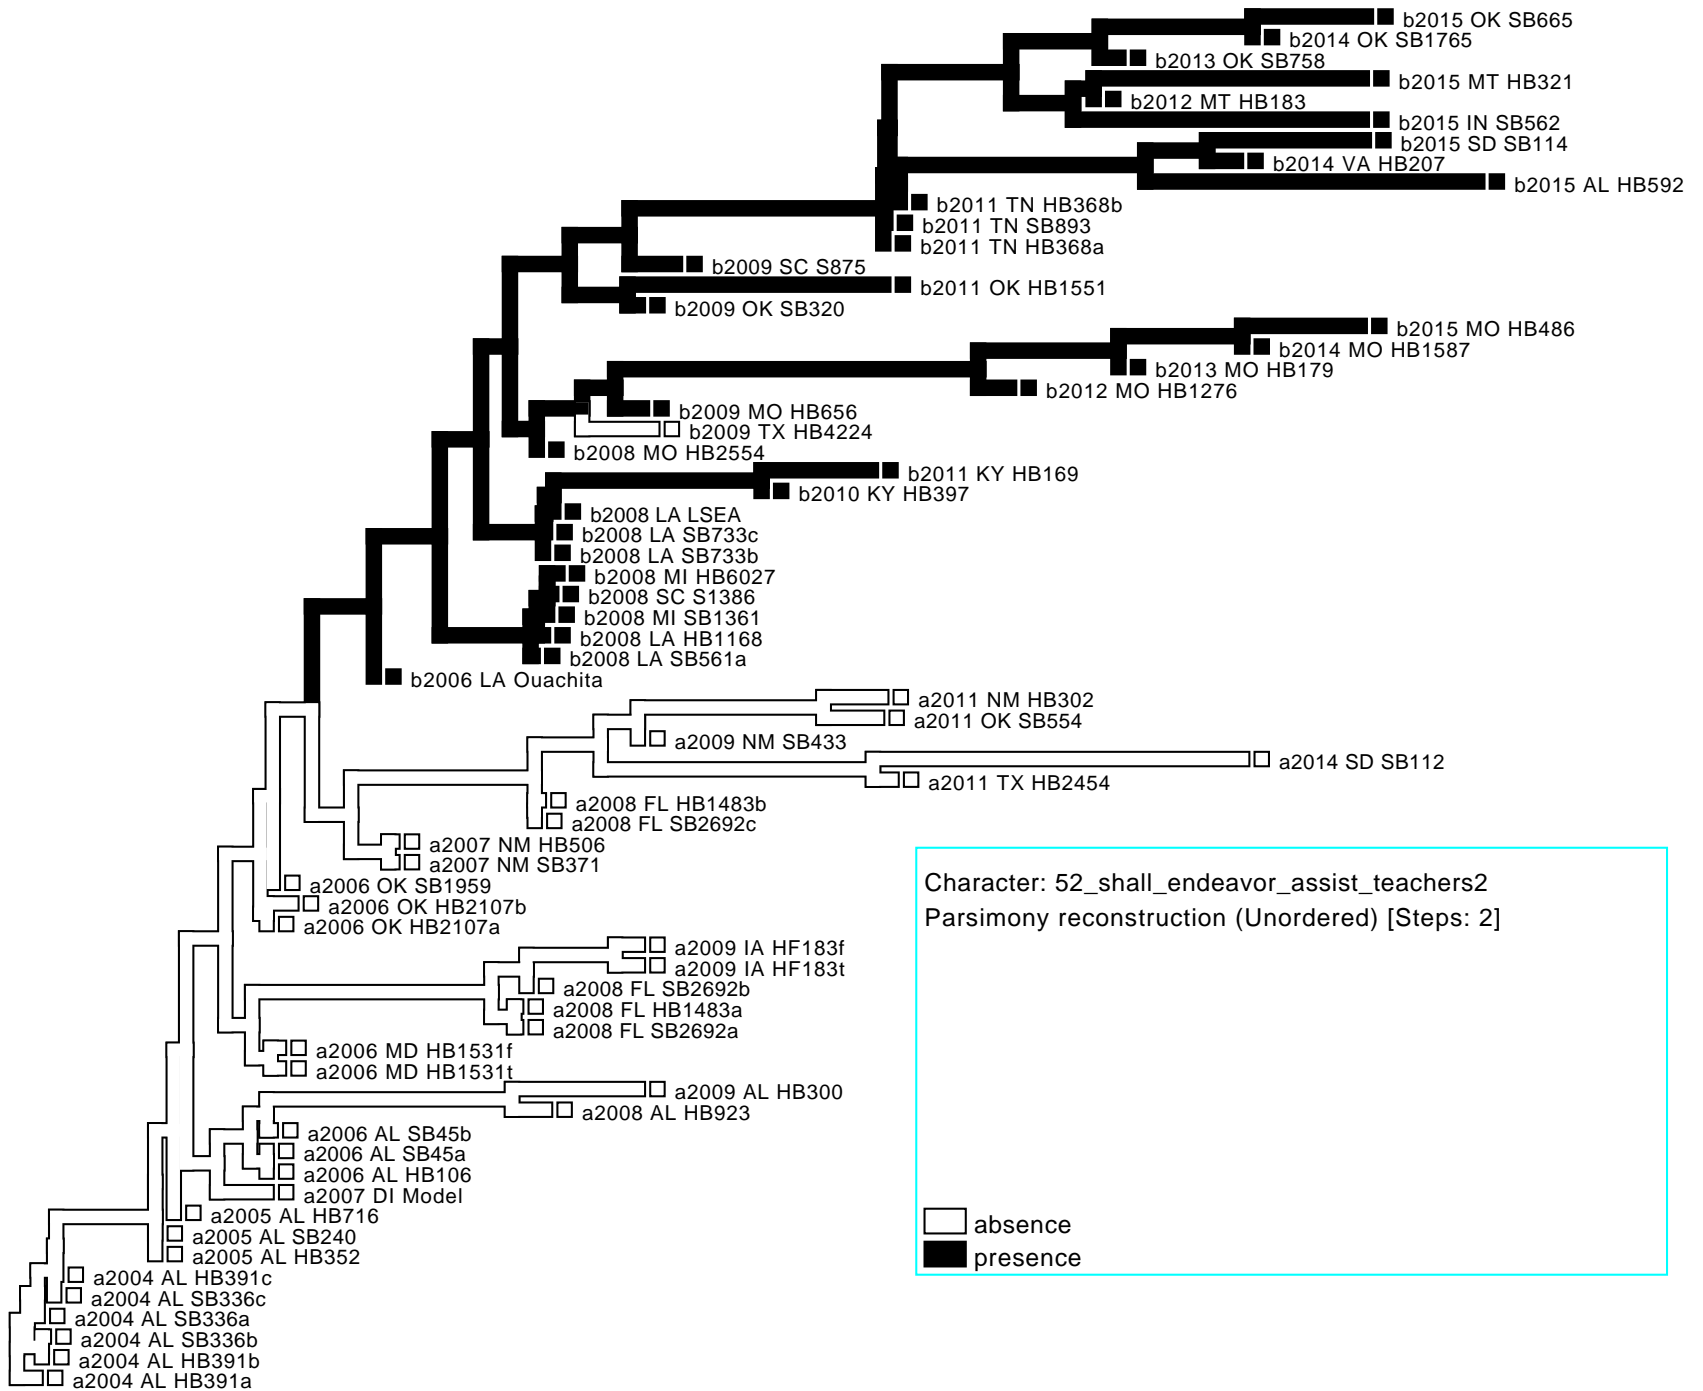 b2015 OK SB665
b2014 OK SB1765
b2013 OK SB758
b2015 MT HB321
b2012 MT HB183
b2015 IN SB562
b2015 SD SB114
b2014 VA HB207
b2015 AL HB592
b2011 TN HB368b
b2011 TN SB893
b2011 TN HB368a
b2009 SC S875
b2011 OK HB1551
b2009 OK SB320
b2015 MO HB486
b2014 MO HB1587
b2013 MO HB179
b2012 MO HB1276
b2009 MO HB656
b2009 TX HB4224
b2008 MO HB2554
b2011 KY HB169
b2010 KY HB397
b2008 LA LSEA
b2008 LA SB733c
b2008 LA SB733b
b2008 MI HB6027
b2008 SC S1386
b2008 MI SB1361
b2008 LA HB1168
b2008 LA SB561a
b2006 LA Ouachita
a2011 NM HB302
a2011 OK SB554
a2009 NM SB433
a2014 SD SB112
a2011 TX HB2454
a2008 FL HB1483b
a2008 FL SB2692c
a2007 NM HB506
a2007 NM SB371
a2006 OK SB1959
a2006 OK HB2107b
a2006 OK HB2107a
a2009 IA HF183f
a2009 IA HF183t
a2008 FL SB2692b
a2008 FL HB1483a
a2008 FL SB2692a
a2006 MD HB1531f
a2006 MD HB1531t
a2009 AL HB300
a2008 AL HB923
a2006 AL SB45b
a2006 AL SB45a
a2006 AL HB106
a2007 DI Model
a2005 AL HB716
a2005 AL SB240
a2005 AL HB352
a2004 AL HB391c
a2004 AL SB336c
a2004 AL SB336a
a2004 AL SB336b
a2004 AL HB391b
a2004 AL HB391a
Character: 52_shall_endeavor_assist_teachers2
Parsimony reconstruction (Unordered) [Steps: 2]
absence
presence